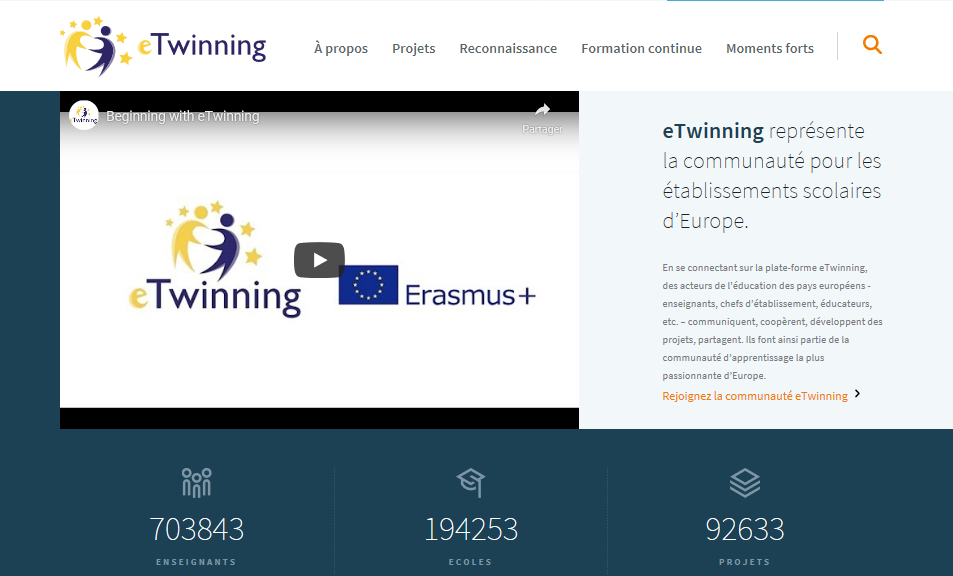 eTwinning
À propos Projets Reconnaissance Formation continue Moments forts
Twinning
Beginning with eTwinning
Partager
eTwinning
Erasmus+
eTwinning représente
la communauté pour les
établissements scolaires
d'Europe.
En se connectant sur la plate-forme eTwinning,
des acteurs de l'éducation des pays européens -
enseignants, chefs d'établissement, éducateurs,
etc. – communiquent, coopèrent, développent des
projets, partagent. Ils font ainsi partie de la
communauté d'apprentissage la plus
passionnante d'Europe.
Rejoignez la communauté eTwinning
703843
ENSEIGNANTS
194253
ECOLES
92633
PROJETS